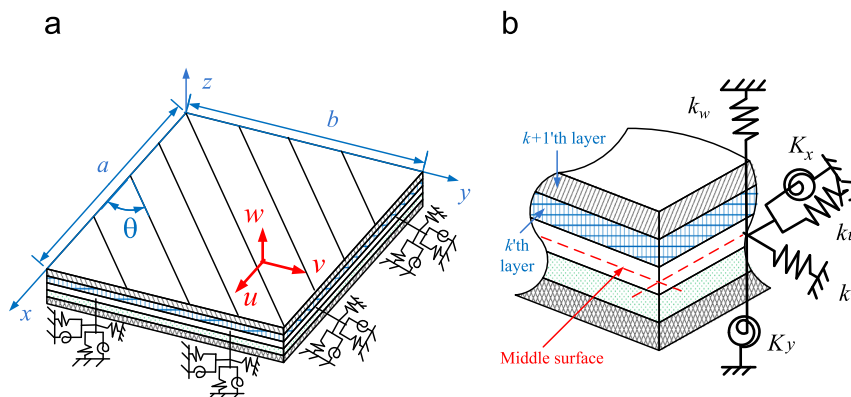 a
z
a
b
y
θ
w
v
u
x
b
k_w
k+1'th layer
K_x
k'th
layer
k
Middle surface
K_y